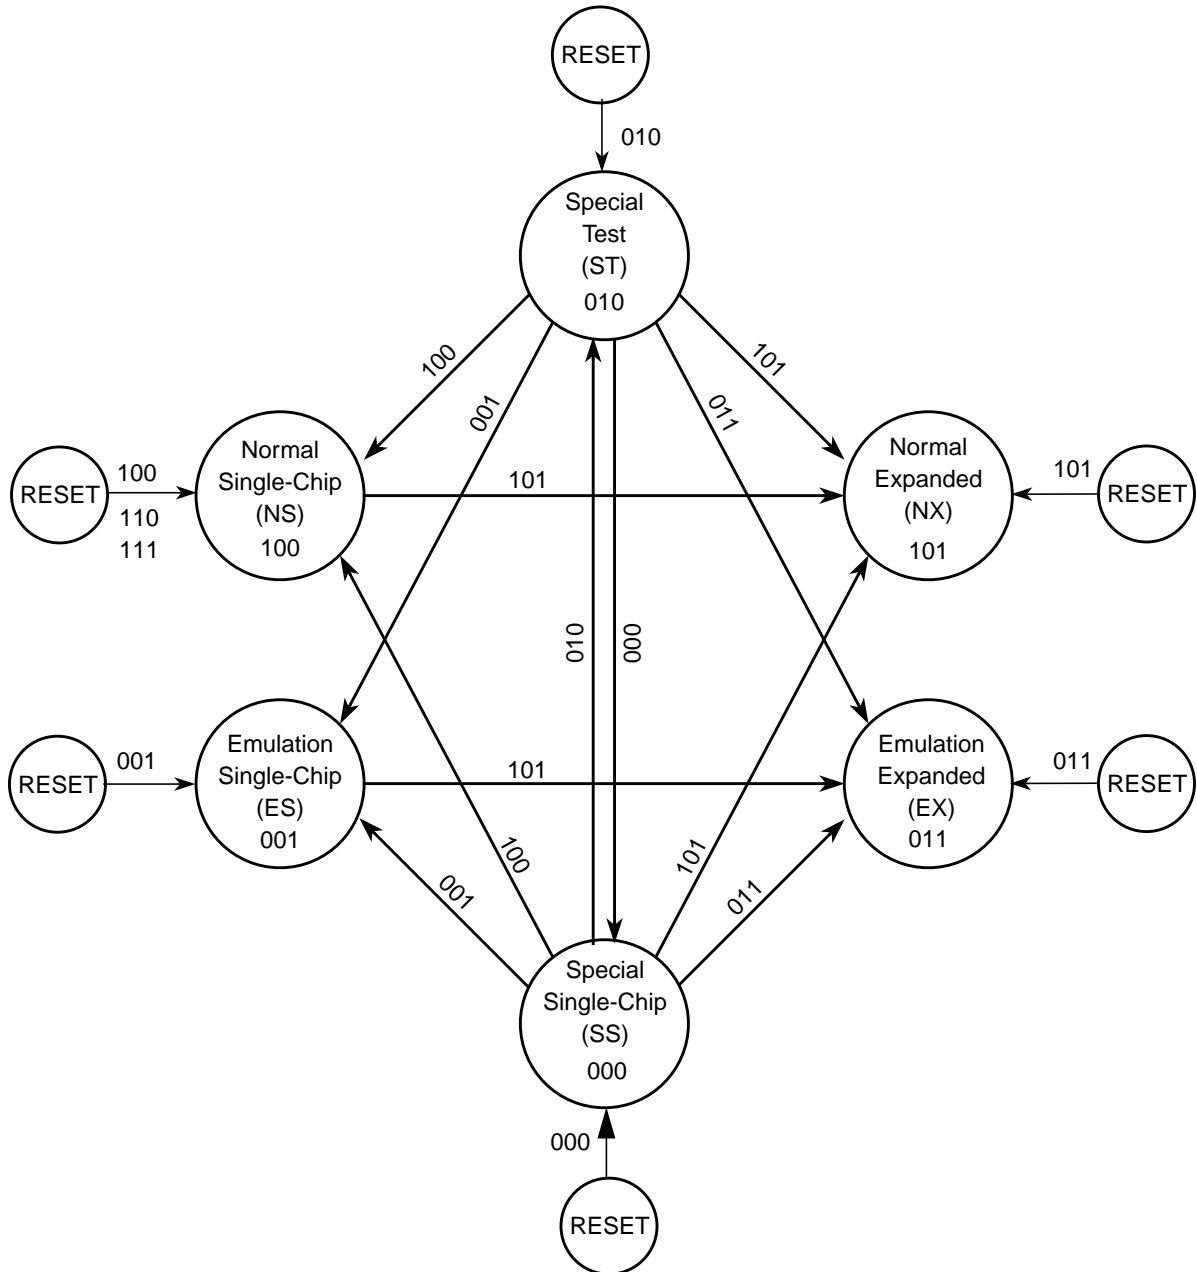 RESET
010
Special
Test
(ST)
010
100
101
001
011
Normal
Single-Chip
(NS)
100
Normal
Expanded
(NX)
101
RESET
100
110
111
101
101
RESET
010
000
Emulation
Single-Chip
(ES)
001
Emulation
Expanded
(EX)
011
RESET
001
101
011
RESET
100
101
001
011
Special
Single-Chip
(SS)
000
000
RESET